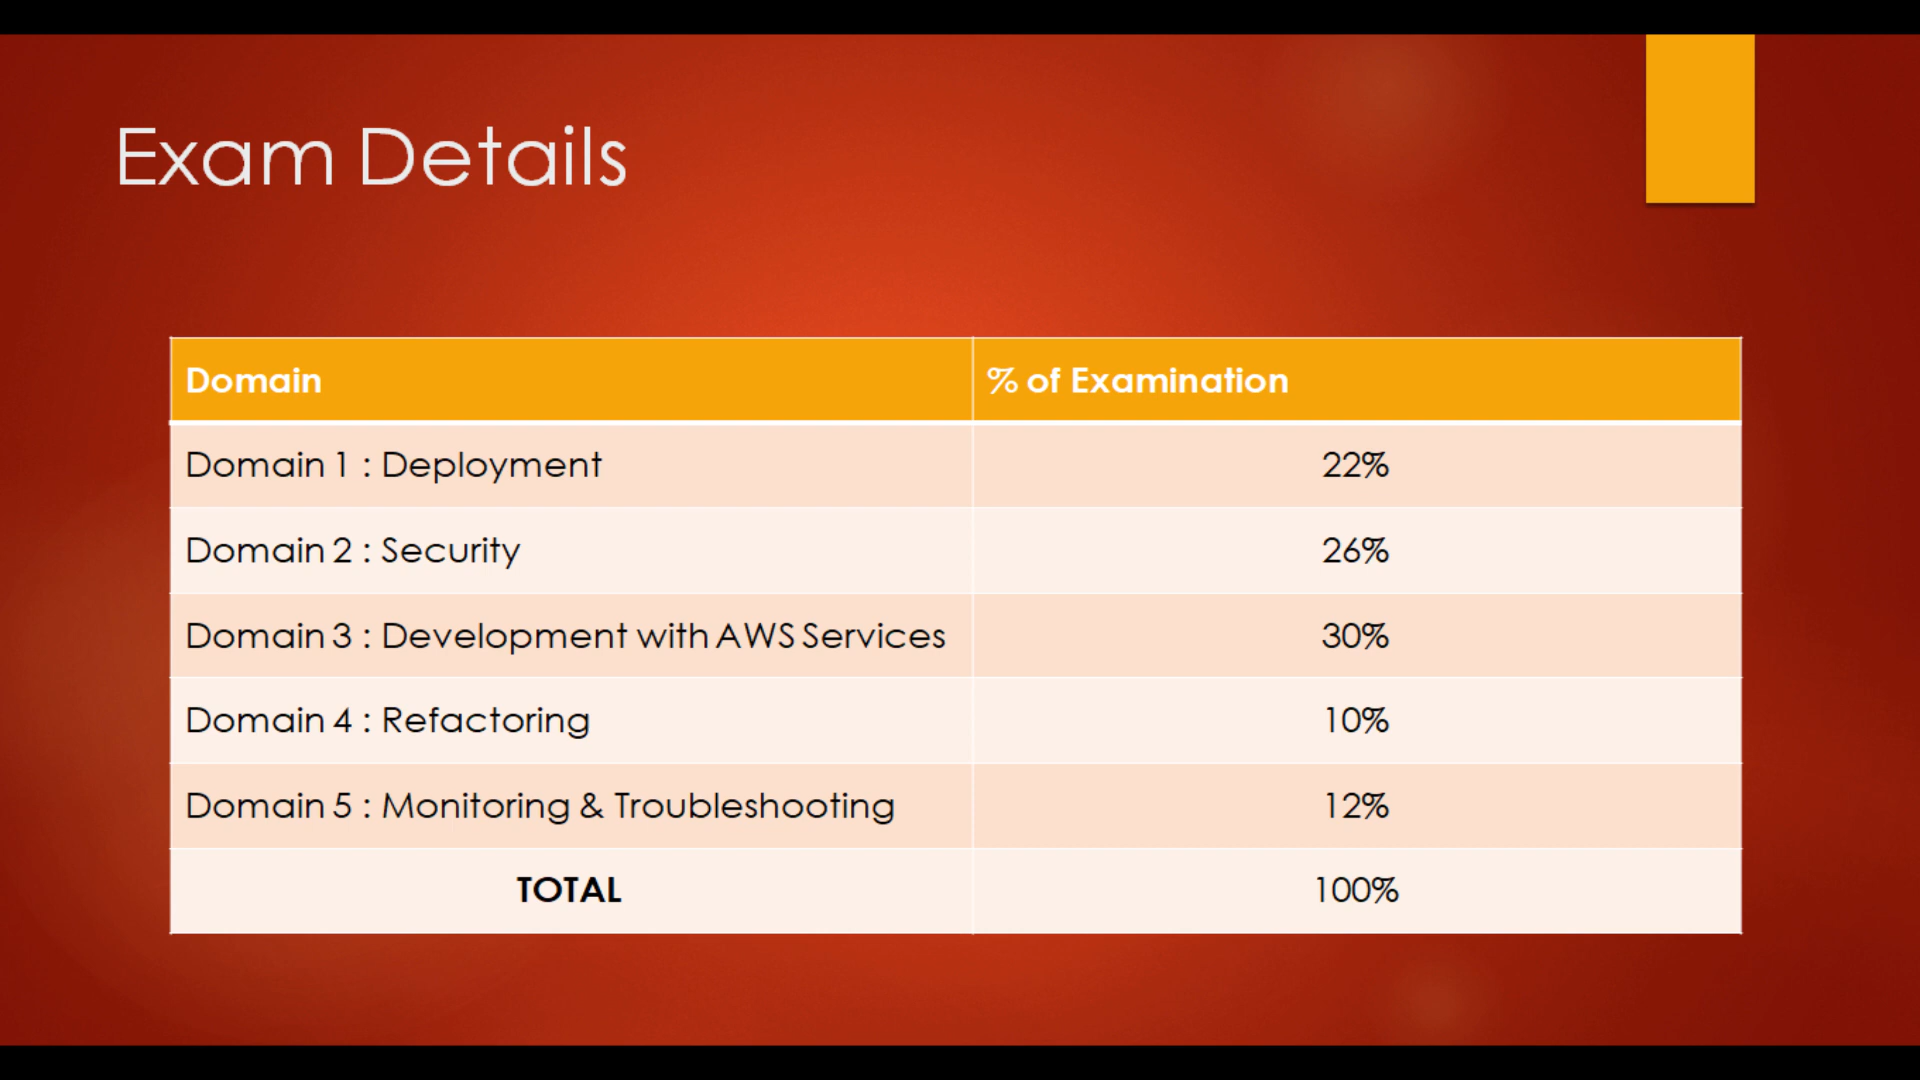 Exam Details
Domain % of Examination
Domain 1 : Deployment 22%
Domain 2 : Security 26%
Domain 3 : Development with AWS Services 30%
Domain 4 : Refactoring 10%
Domain 5 : Monitoring & Troubleshooting 12%
TOTAL 100%